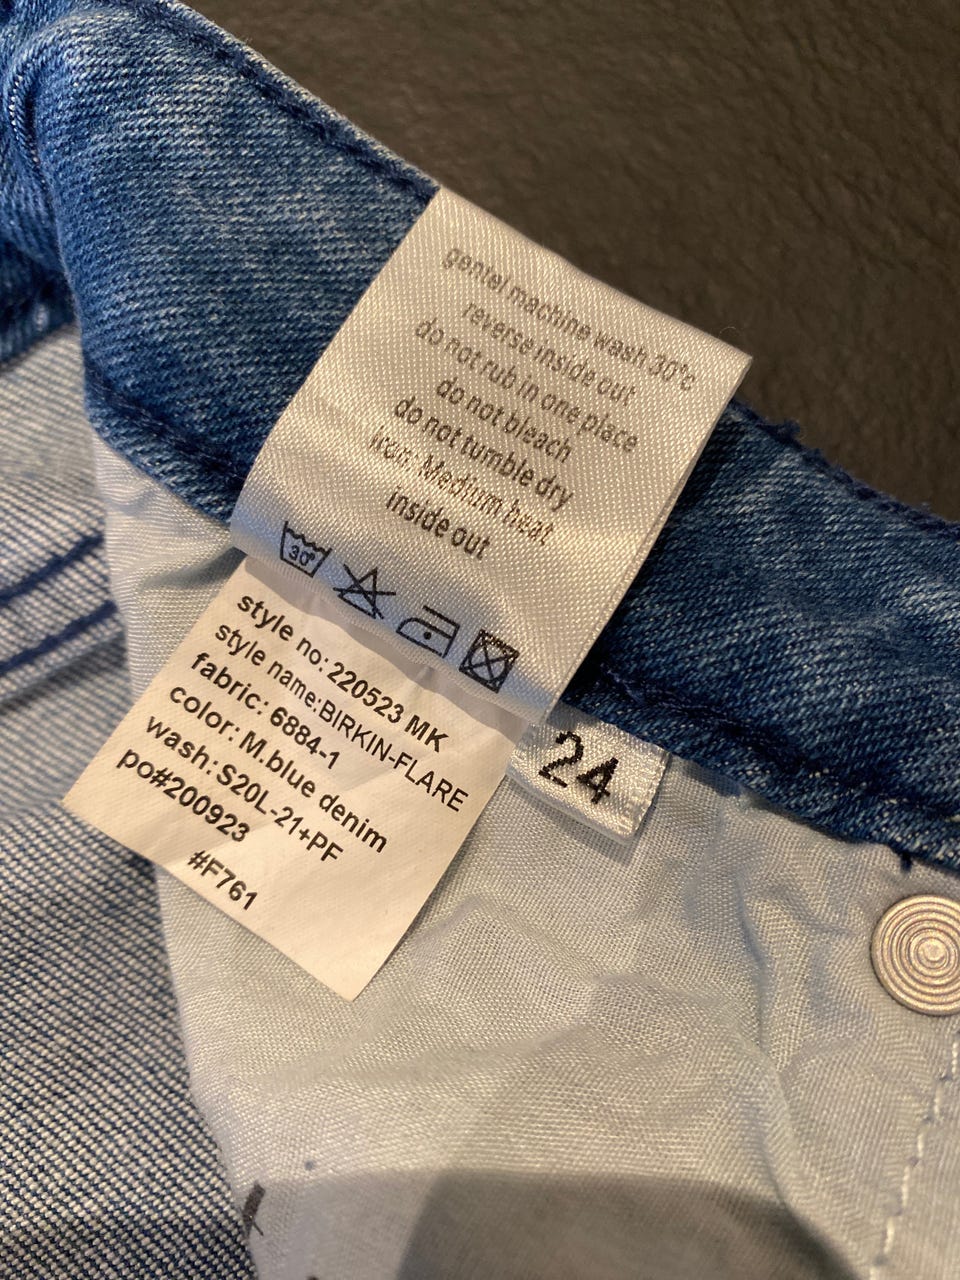 gentel machine wash 30°c
reverse inside out
do not rub in one place
do not bleach
do not tumble dry
Icon: Medium heat
inside out
30°
style no: 220523 MK
style name:BIRKIN-FLARE
fabric: 6884-1
color: M.blue denim
wash: S20L-21+PF
po#200923
#F761
24